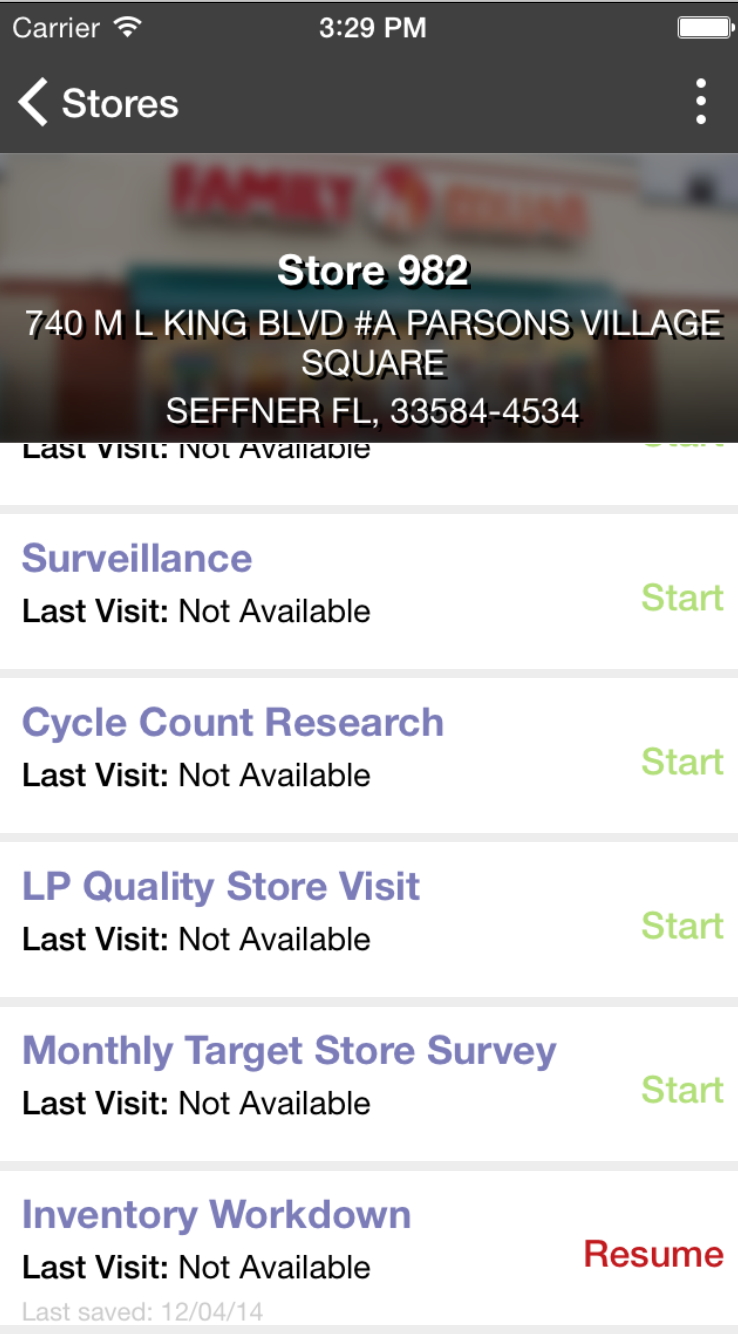 Carrier 3:29 PM
Stores
FAMILY
Store 982
740 M L KING BLVD #A PARSONS VILLAGE
SQUARE
SEFFNER FL, 33584-4534
Last Visit: Not Available Start
Surveillance
Last Visit: Not Available
Start
Cycle Count Research
Last Visit: Not Available
Start
LP Quality Store Visit
Last Visit: Not Available
Start
Monthly Target Store Survey
Last Visit: Not Available
Start
Inventory Workdown
Last Visit: Not Available
Resume
Last saved: 12/04/14